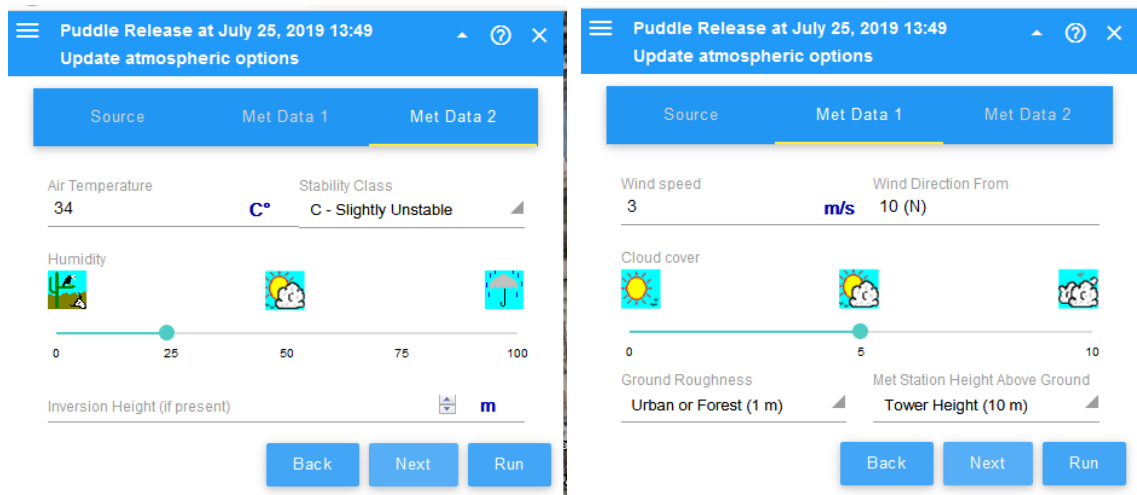 Puddle Release at July 25, 2019 13:49
Update atmospheric options
Source Met Data 1 Met Data 2
Air Temperature Stability Class
34 C° C - Slightly Unstable
Humidity
0 25 50 75 100
Inversion Height (if present) m
Back Next Run
Puddle Release at July 25, 2019 13:49
Update atmospheric options
Source Met Data 1 Met Data 2
Wind speed Wind Direction From
3 m/s 10 (N)
Cloud cover
0 5 10
Ground Roughness Met Station Height Above Ground
Urban or Forest (1 m) Tower Height (10 m)
Back Next Run